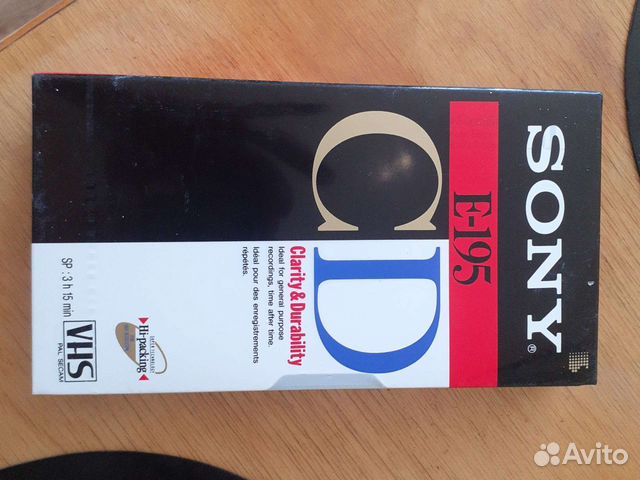 SONY®
E-195
CD
Clarity & Durability
Ideal for general purpose
recordings, time after time.
Idéal pour des enregistrements
répétés.
Hi-packing
SP : 3 h 15 min
VHS
PAL SECAM
Avito